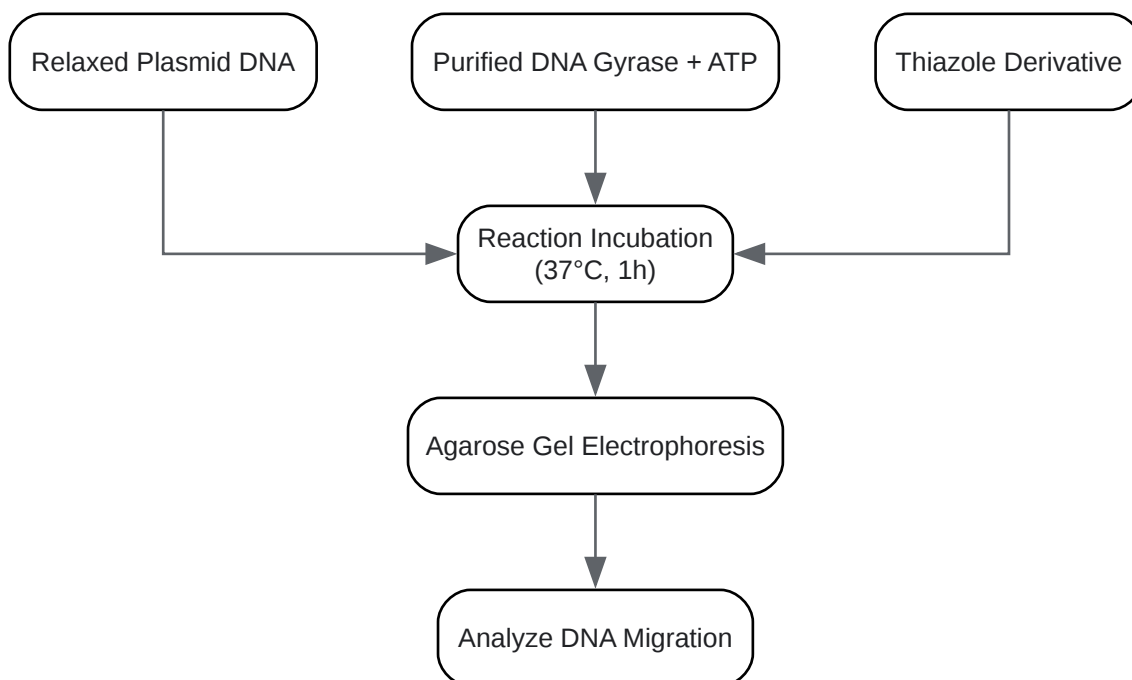 Relaxed Plasmid DNA
Purified DNA Gyrase + ATP
Thiazole Derivative
Reaction Incubation
(37°C, 1h)
Agarose Gel Electrophoresis
Analyze DNA Migration